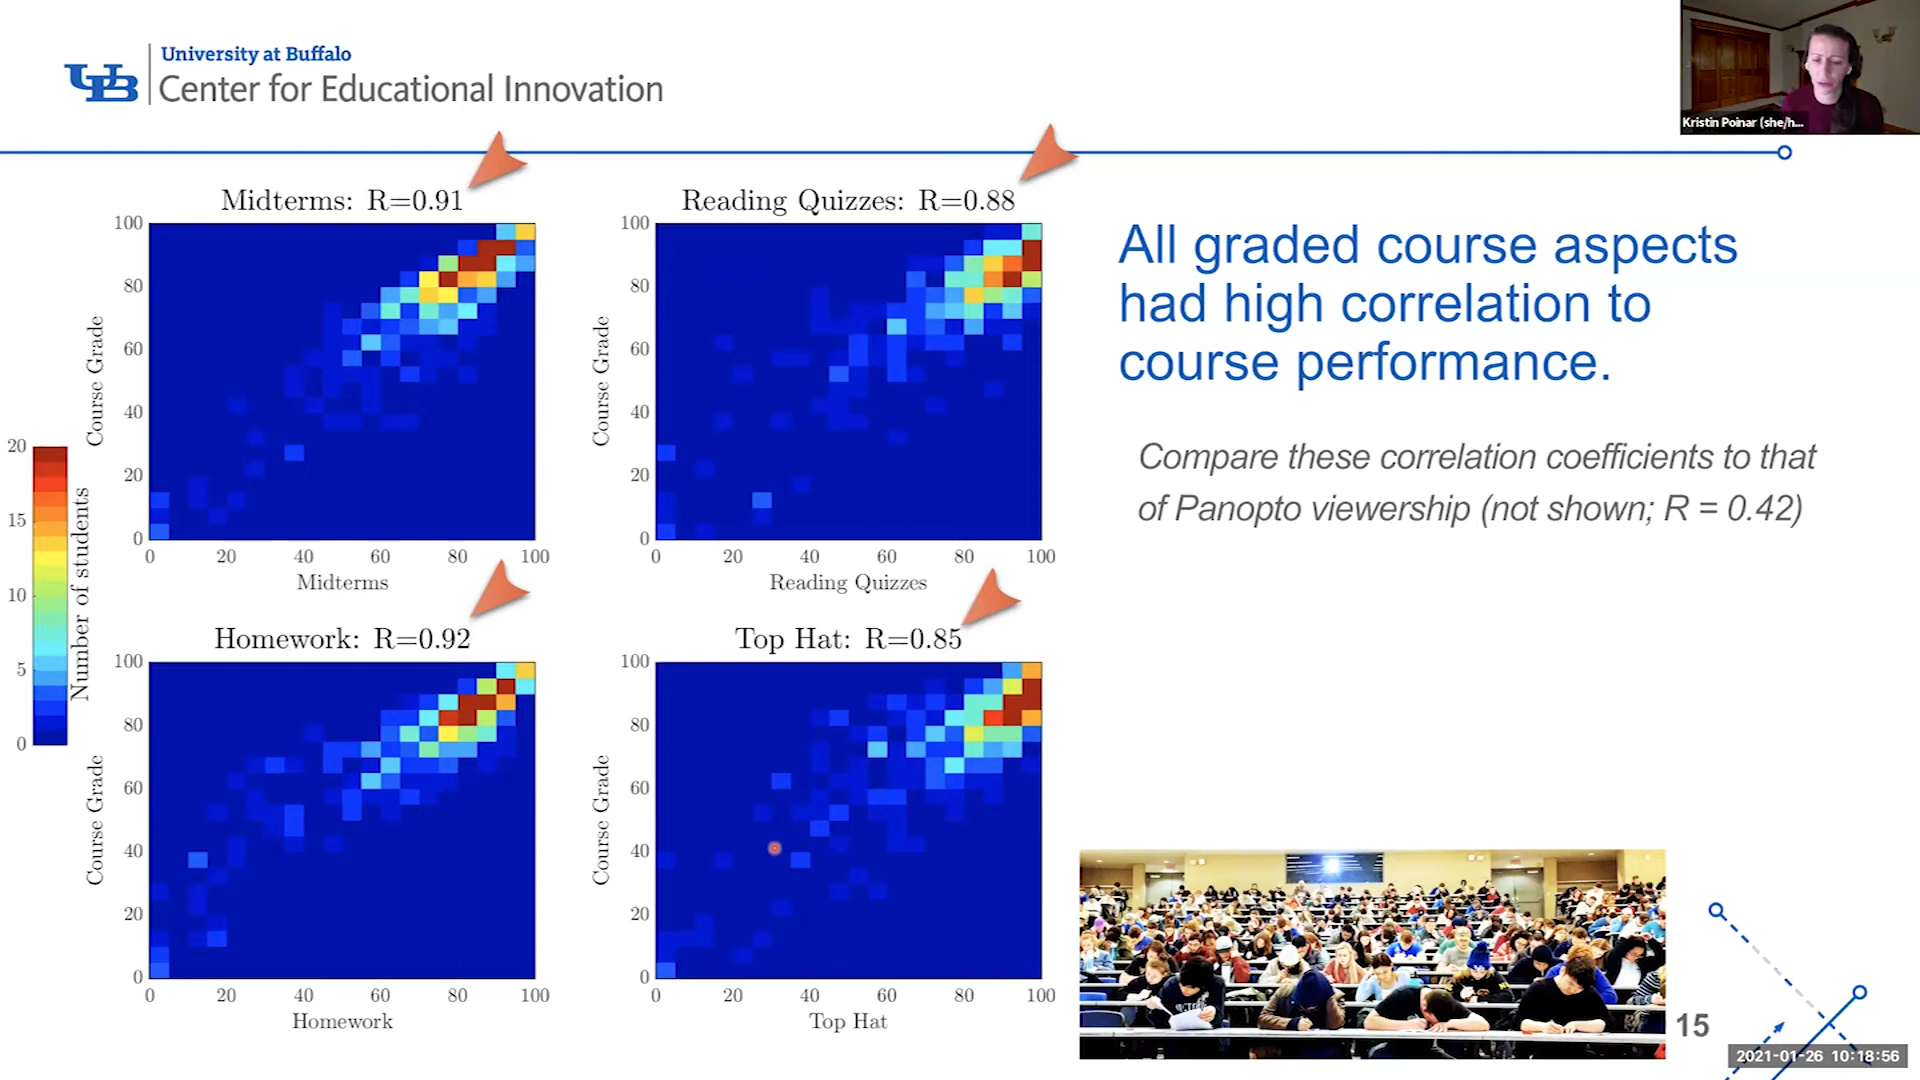 University at Buffalo
UB
Center for Educational Innovation
Kristin Poinar (she/h...
Midterms: R=0.91
100
80
60
40
20
0
Course Grade
0 20 40 60 80 100
Midterms
Reading Quizzes: R=0.88
100
80
60
40
20
0
Course Grade
0 20 40 60 80 100
Reading Quizzes
All graded course aspects
had high correlation to
course performance.
Compare these correlation coefficients to that
of Panopto viewership (not shown; R = 0.42)
20
15
10
5
0
Number of students
Homework: R=0.92
100
80
60
40
20
0
Course Grade
0 20 40 60 80 100
Homework
Top Hat: R=0.85
100
80
60
40
20
0
Course Grade
0 20 40 60 80 100
Top Hat
15
2021-01-26 10:18:56